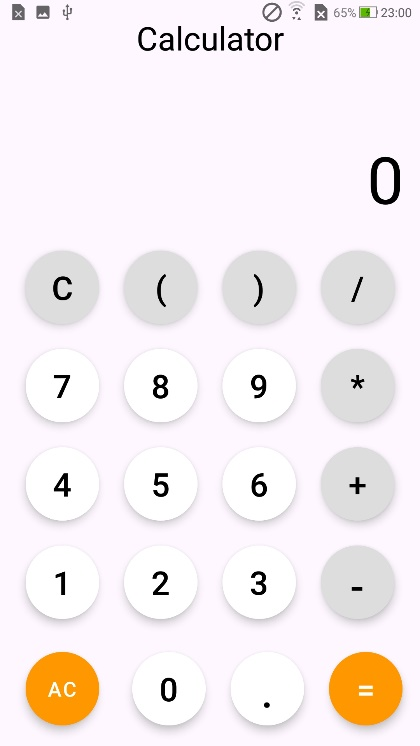 65% 23:00
Calculator
0
C ( ) /
7 8 9 *
4 5 6 +
1 2 3 -
AC 0 . =